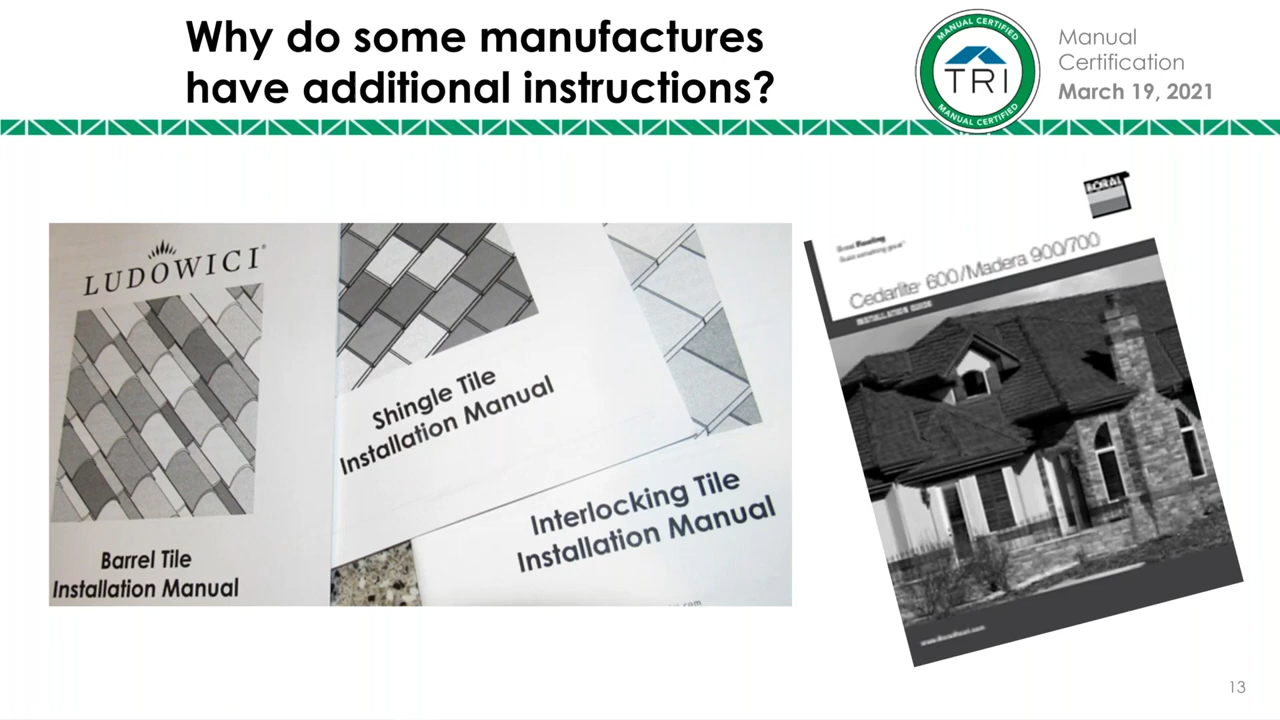 Why do some manufactures
have additional instructions?
MANUAL CERTIFIED
TRI
MANUAL CERTIFIED
Manual
Certification
March 19, 2021
LUDOWICI®
Barrel Tile
Installation Manual
Shingle Tile
Installation Manual
Interlocking Tile
Installation Manual
BORAL
Cedarlite® 600/Madera 900/700
INSTALLATION GUIDE
13